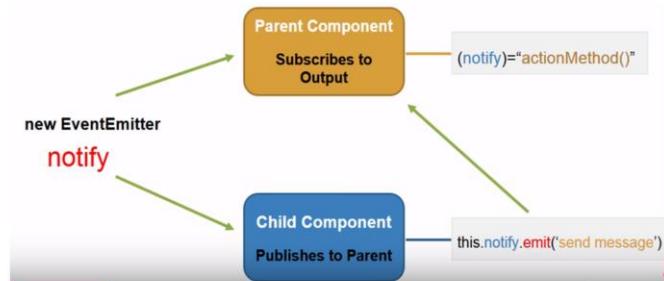 Parent Component
Subscribes to
Output
(notify)=“actionMethod()”
new EventEmitter
notify
Child Component
Publishes to Parent
this.notify.emit(‘send message’)